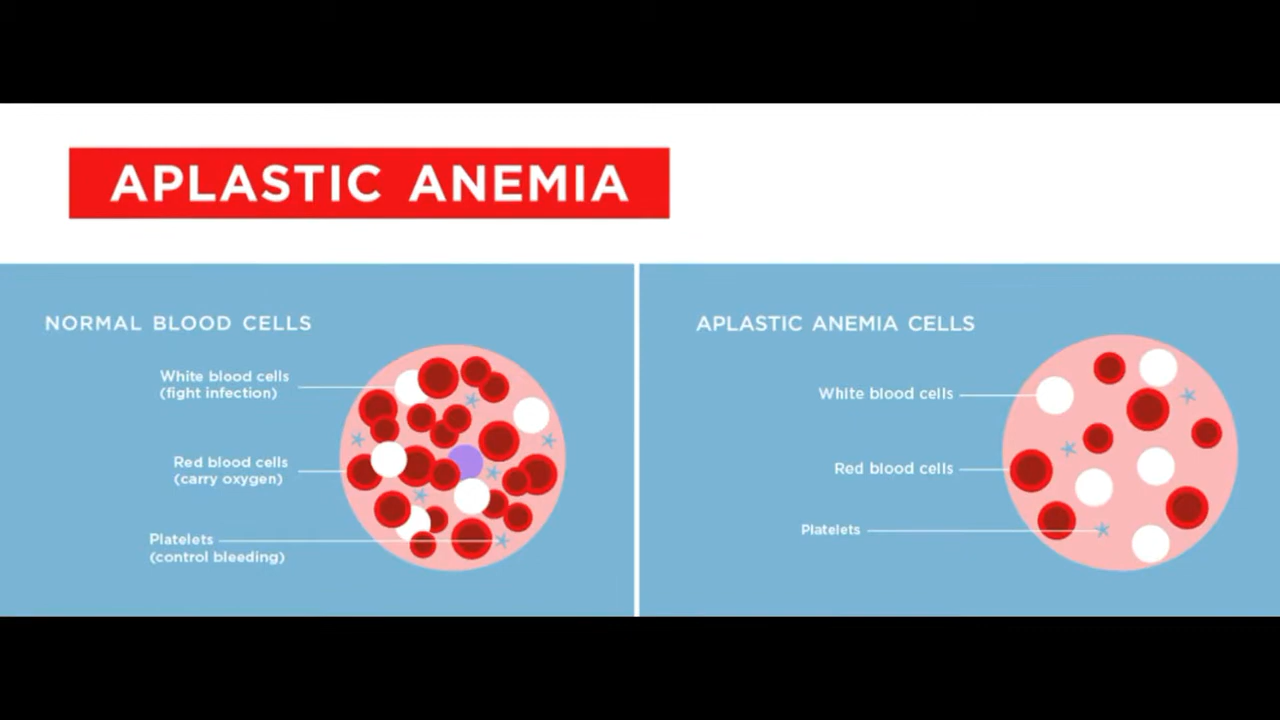 APLASTIC ANEMIA
NORMAL BLOOD CELLS
White blood cells
(fight infection)
Red blood cells
(carry oxygen)
Platelets
(control bleeding)
APLASTIC ANEMIA CELLS
White blood cells
Red blood cells
Platelets